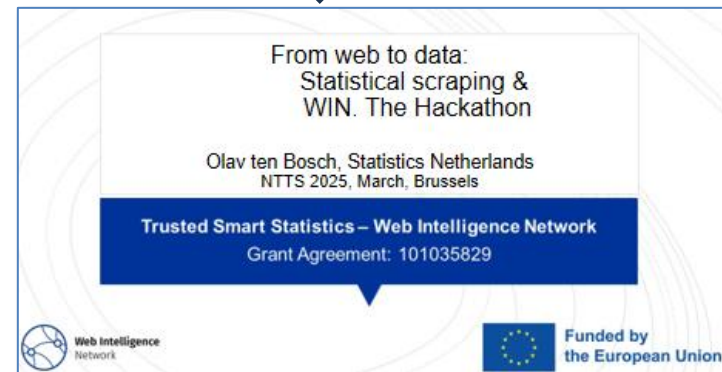 From web to data:
Statistical scraping &
WIN. The Hackathon
Olav ten Bosch, Statistics Netherlands
NTTS 2025, March, Brussels
Trusted Smart Statistics – Web Intelligence Network
Grant Agreement: 101035829
Web Intelligence
Network
Funded by
the European Union